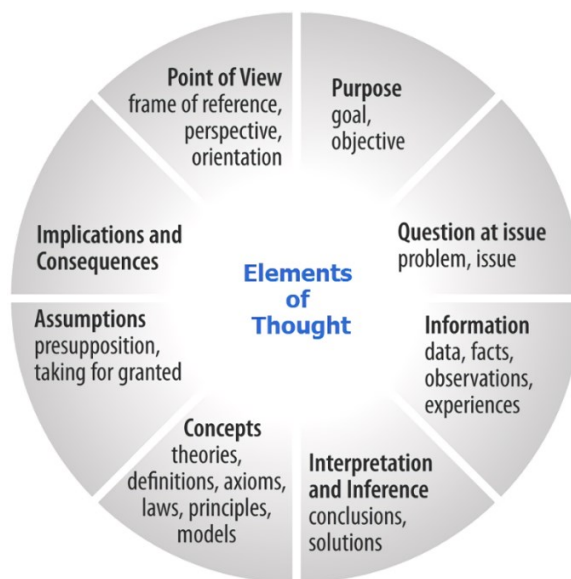 Point of View
frame of reference,
perspective,
orientation
Purpose
goal,
objective
Question at issue
problem, issue
Information
data, facts,
observations,
experiences
Interpretation
and Inference
conclusions,
solutions
Concepts
theories,
definitions, axioms,
laws, principles,
models
Assumptions
presupposition,
taking for granted
Implications and
Consequences
Elements
of
Thought